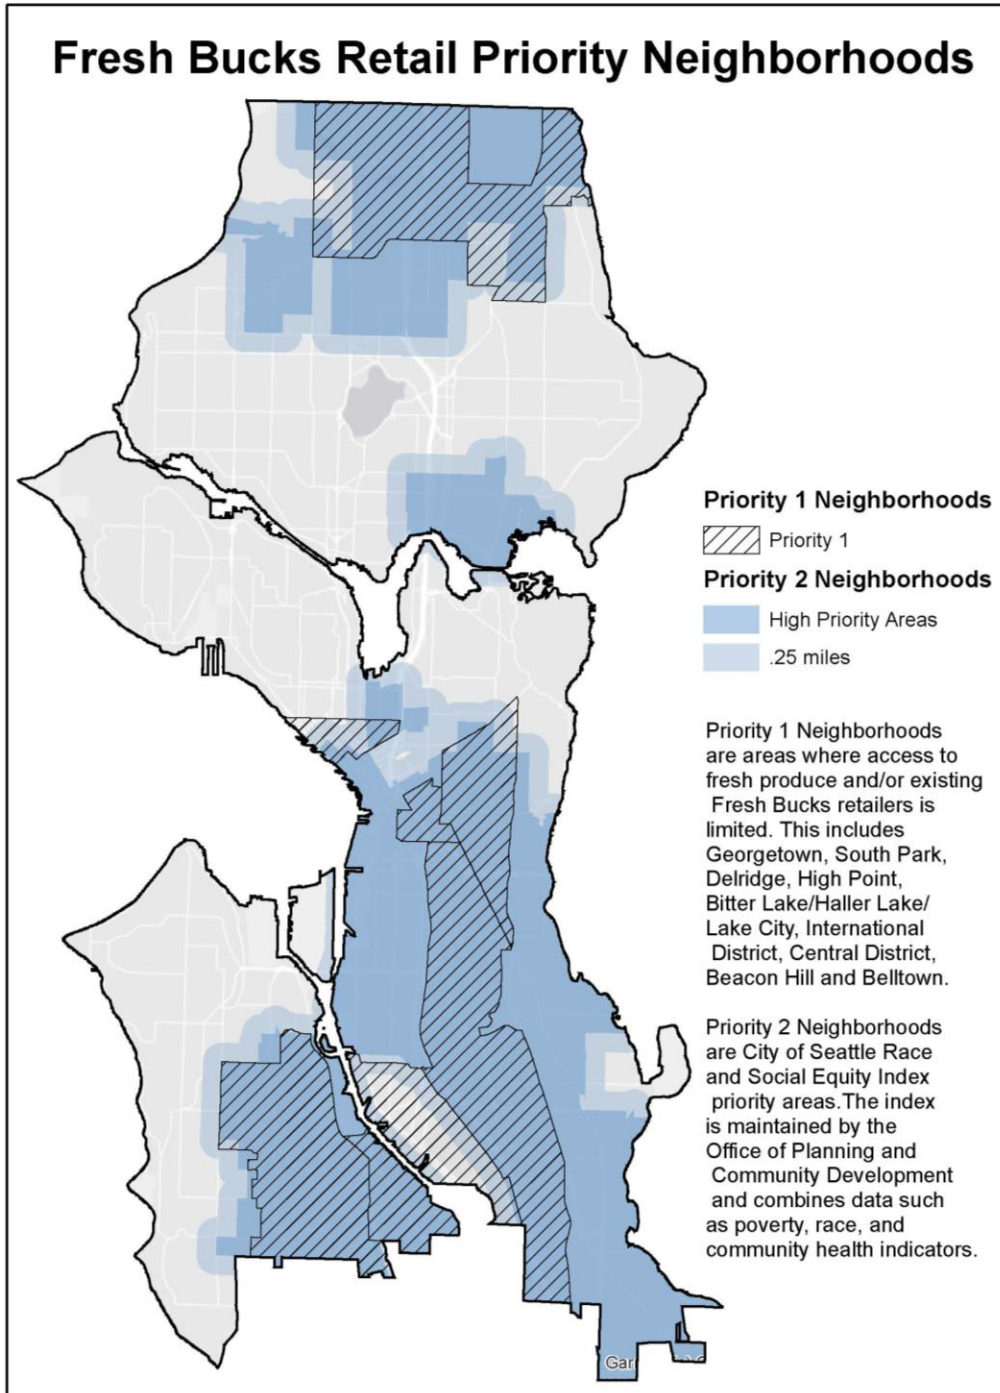 Fresh Bucks Retail Priority Neighborhoods
Priority 1 Neighborhoods
Priority 1
Priority 2 Neighborhoods
High Priority Areas
.25 miles
Priority 1 Neighborhoods
are areas where access to
fresh produce and/or existing
Fresh Bucks retailers is
limited. This includes
Georgetown, South Park,
Delridge, High Point,
Bitter Lake/Haller Lake/
Lake City, International
District, Central District,
Beacon Hill and Belltown.
Priority 2 Neighborhoods
are City of Seattle Race
and Social Equity Index
priority areas.The index
is maintained by the
Office of Planning and
Community Development
and combines data such
as poverty, race, and
community health indicators.